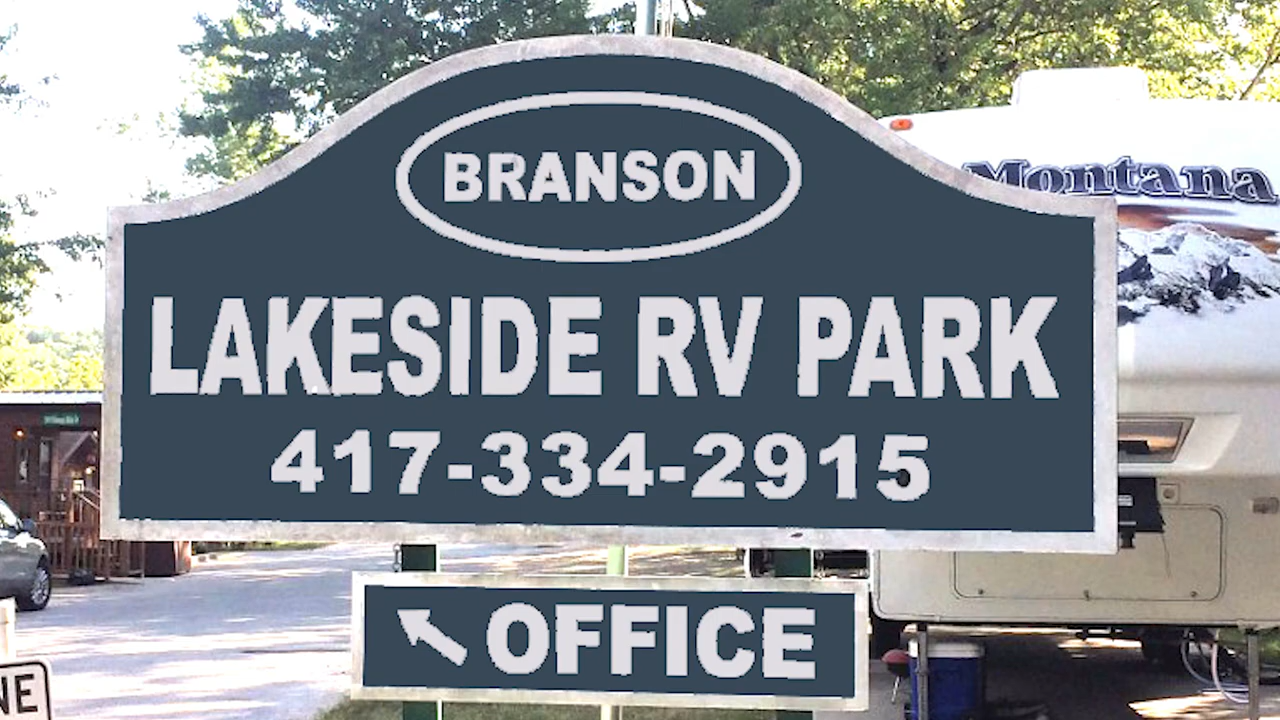 BRANSON
LAKESIDE RV PARK
417-334-2915
OFFICE
Montana
NE